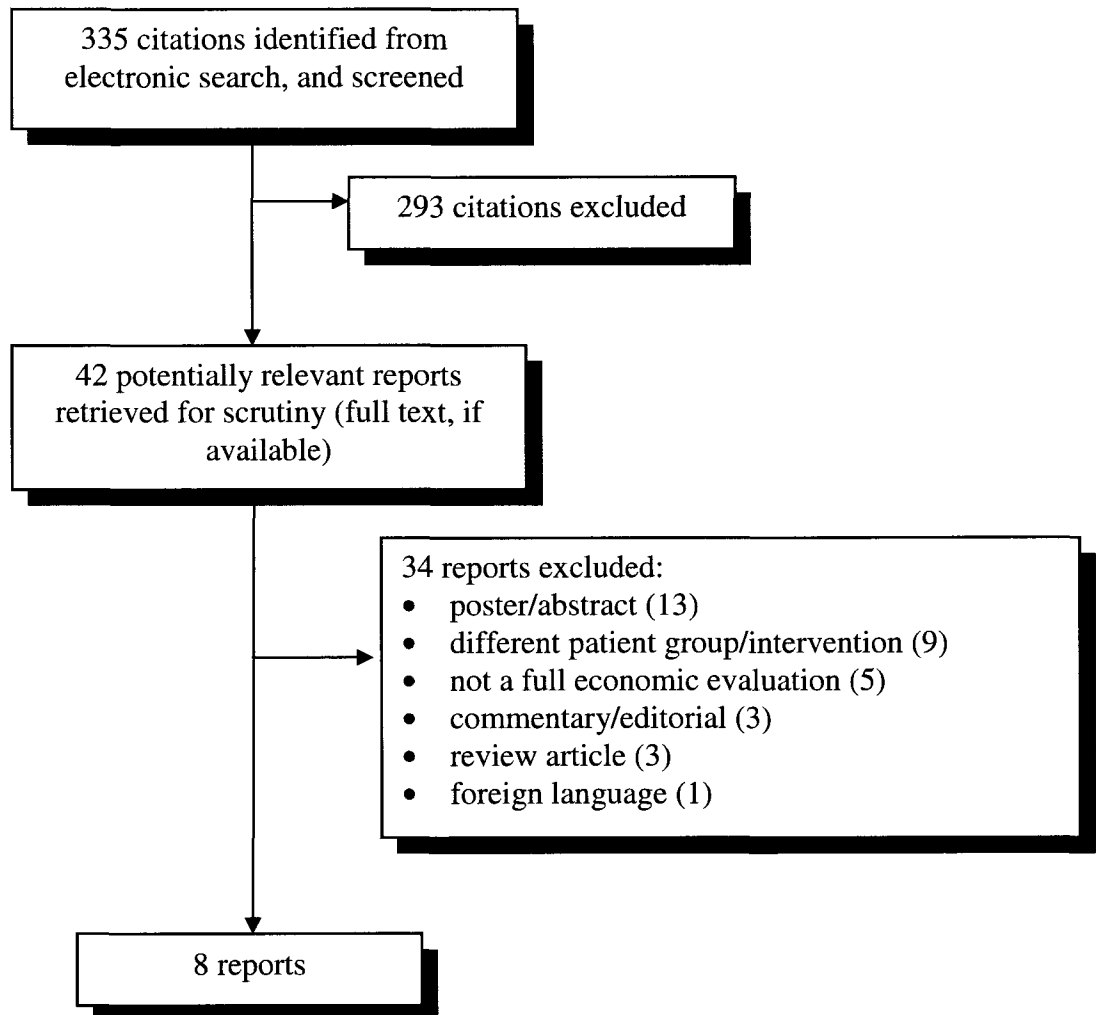 335 citations identified from
electronic search, and screened
293 citations excluded
42 potentially relevant reports
retrieved for scrutiny (full text, if
available)
34 reports excluded:
• poster/abstract (13)
• different patient group/intervention (9)
• not a full economic evaluation (5)
• commentary/editorial (3)
• review article (3)
• foreign language (1)
8 reports